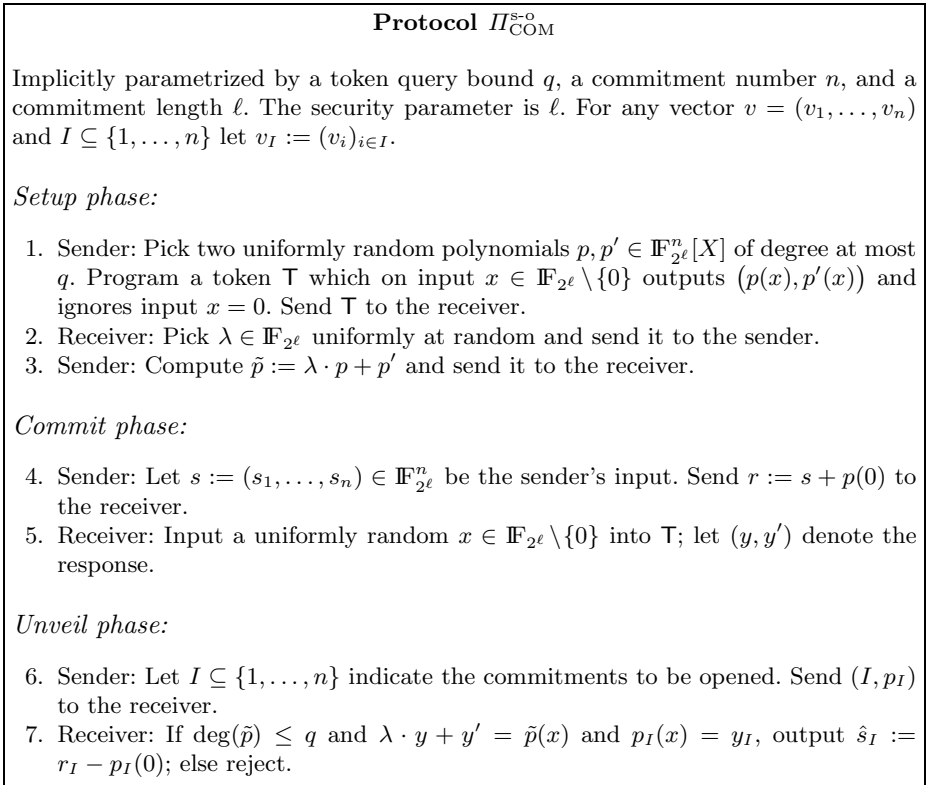 Protocol Π^{s-o}_{COM}
Implicitly parametrized by a token query bound q, a commitment number n, and a
commitment length ℓ. The security parameter is ℓ. For any vector v = (v_1, . . . , v_n)
and I ⊆ {1, . . . , n} let v_I := (v_i)_{i∈I}.
Setup phase:
1. Sender: Pick two uniformly random polynomials p, p′ ∈ 𝔽^n_{2^ℓ}[X] of degree at most
q. Program a token T which on input x ∈ 𝔽_{2^ℓ} \{0} outputs (p(x), p′(x)) and
ignores input x = 0. Send T to the receiver.
2. Receiver: Pick λ ∈ 𝔽_{2^ℓ} uniformly at random and send it to the sender.
3. Sender: Compute p̃ := λ · p + p′ and send it to the receiver.
Commit phase:
4. Sender: Let s := (s_1, . . . , s_n) ∈ 𝔽^n_{2^ℓ} be the sender's input. Send r := s + p(0) to
the receiver.
5. Receiver: Input a uniformly random x ∈ 𝔽_{2^ℓ} \{0} into T; let (y, y′) denote the
response.
Unveil phase:
6. Sender: Let I ⊆ {1, . . . , n} indicate the commitments to be opened. Send (I, p_I)
to the receiver.
7. Receiver: If deg(p̃) ≤ q and λ · y + y′ = p̃(x) and p_I(x) = y_I, output ŝ_I :=
r_I − p_I(0); else reject.